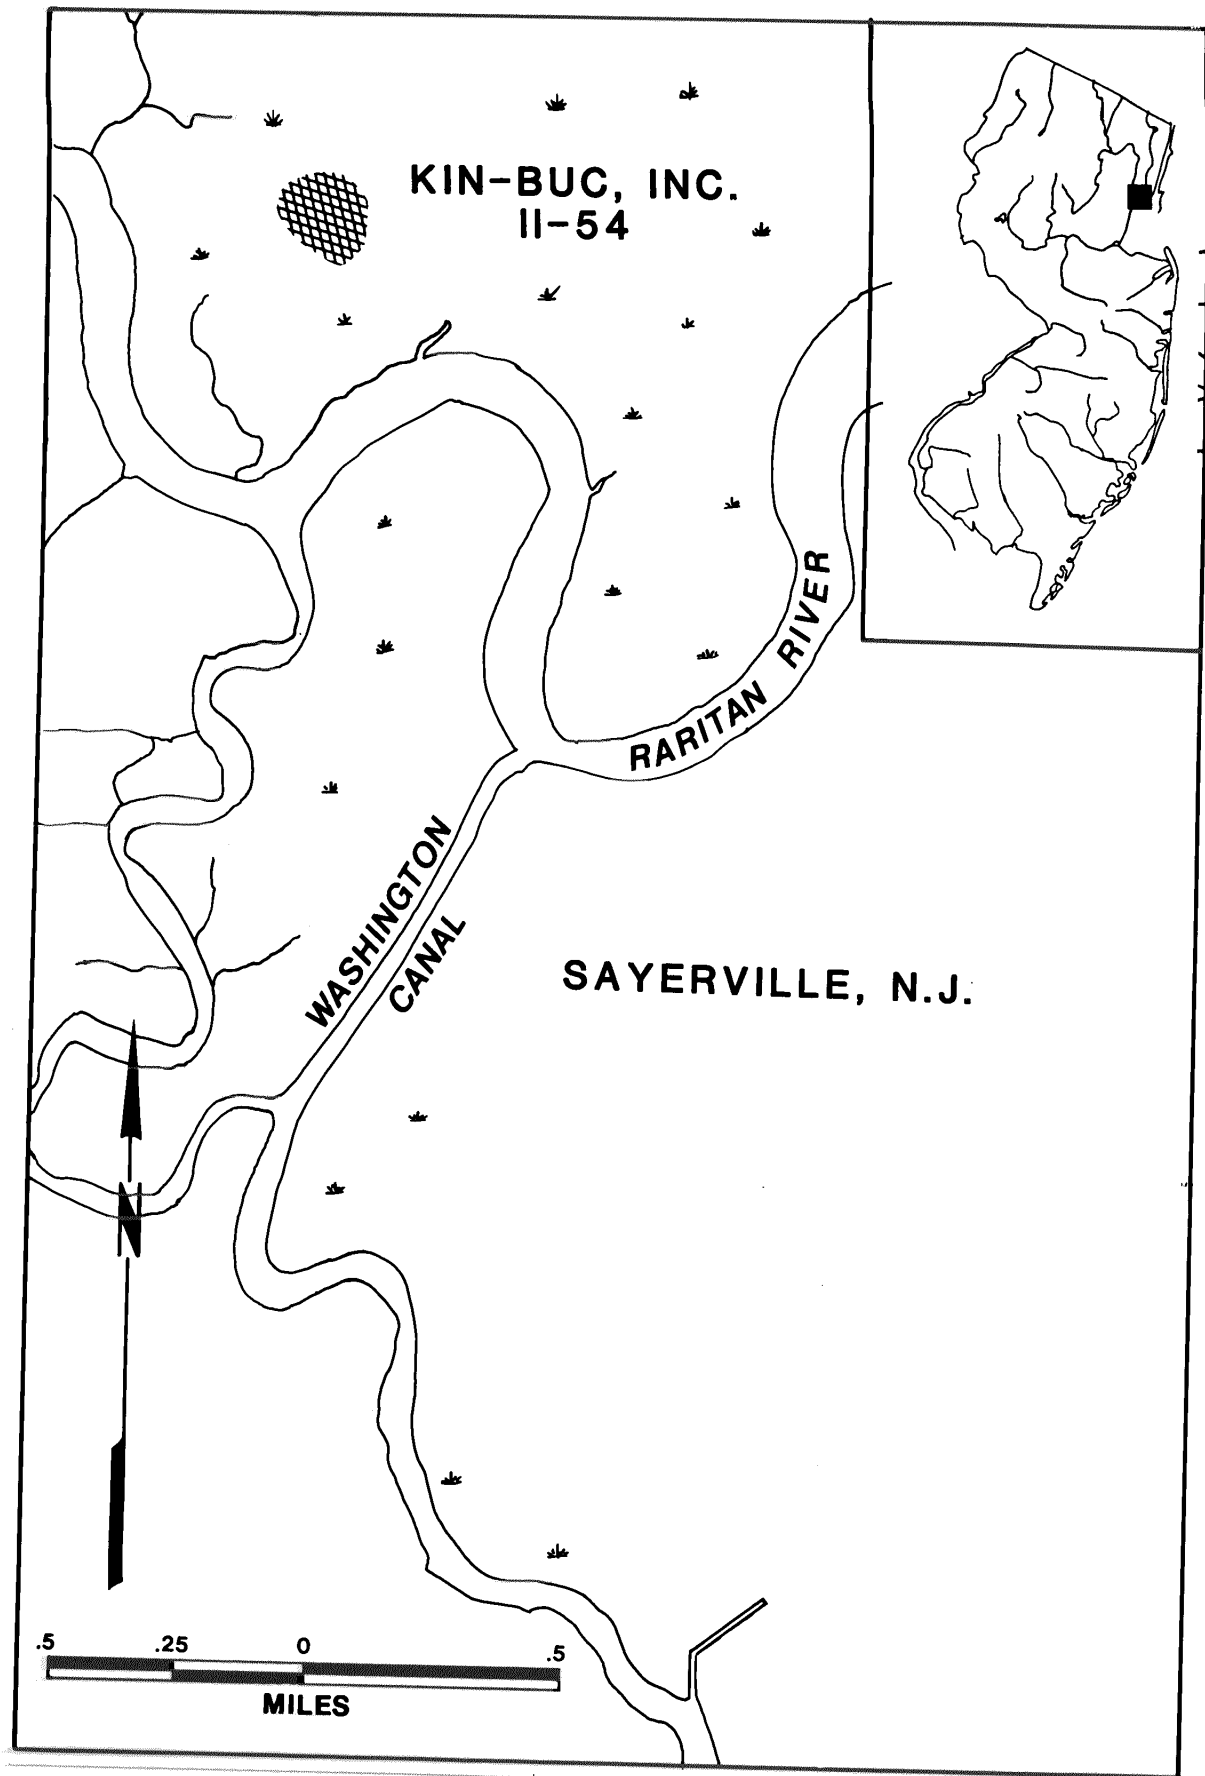 KIN-BUC, INC.
II-54
RARITAN RIVER
WASHINGTON
CANAL
SAYERVILLE, N.J.
N
.5 .25 0 .5
MILES